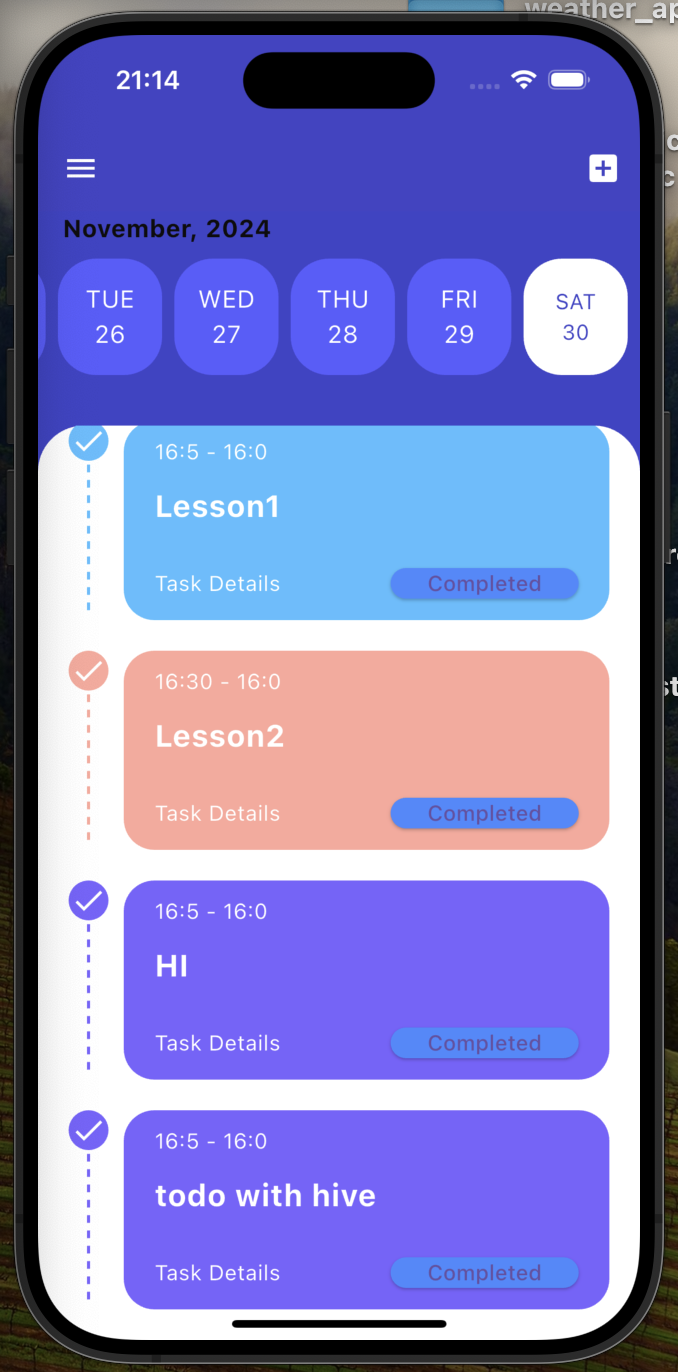 weather_ap
21:14
November, 2024
TUE
26
WED
27
THU
28
FRI
29
SAT
30
16:5 - 16:0
Lesson1
Task Details
Completed
16:30 - 16:0
Lesson2
Task Details
Completed
16:5 - 16:0
HI
Task Details
Completed
16:5 - 16:0
todo with hive
Task Details
Completed